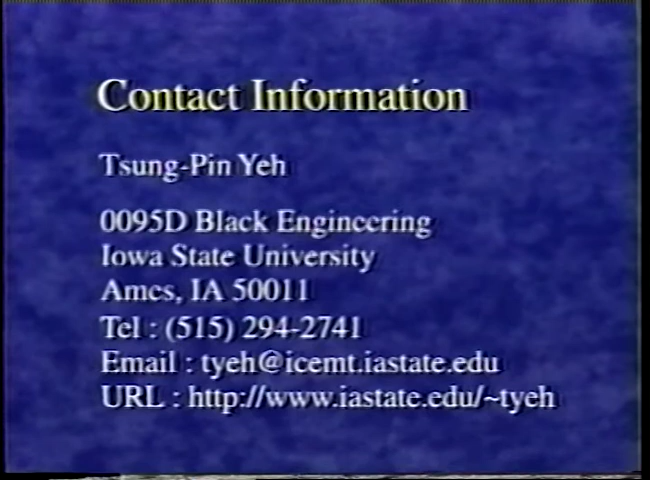 Contact Information
Tsung-Pin Yeh
0095D Black Engineering
Iowa State University
Ames, IA 50011
Tel : (515) 294-2741
Email : tyeh@icemt.iastate.edu
URL : http://www.iastate.edu/~tyeh